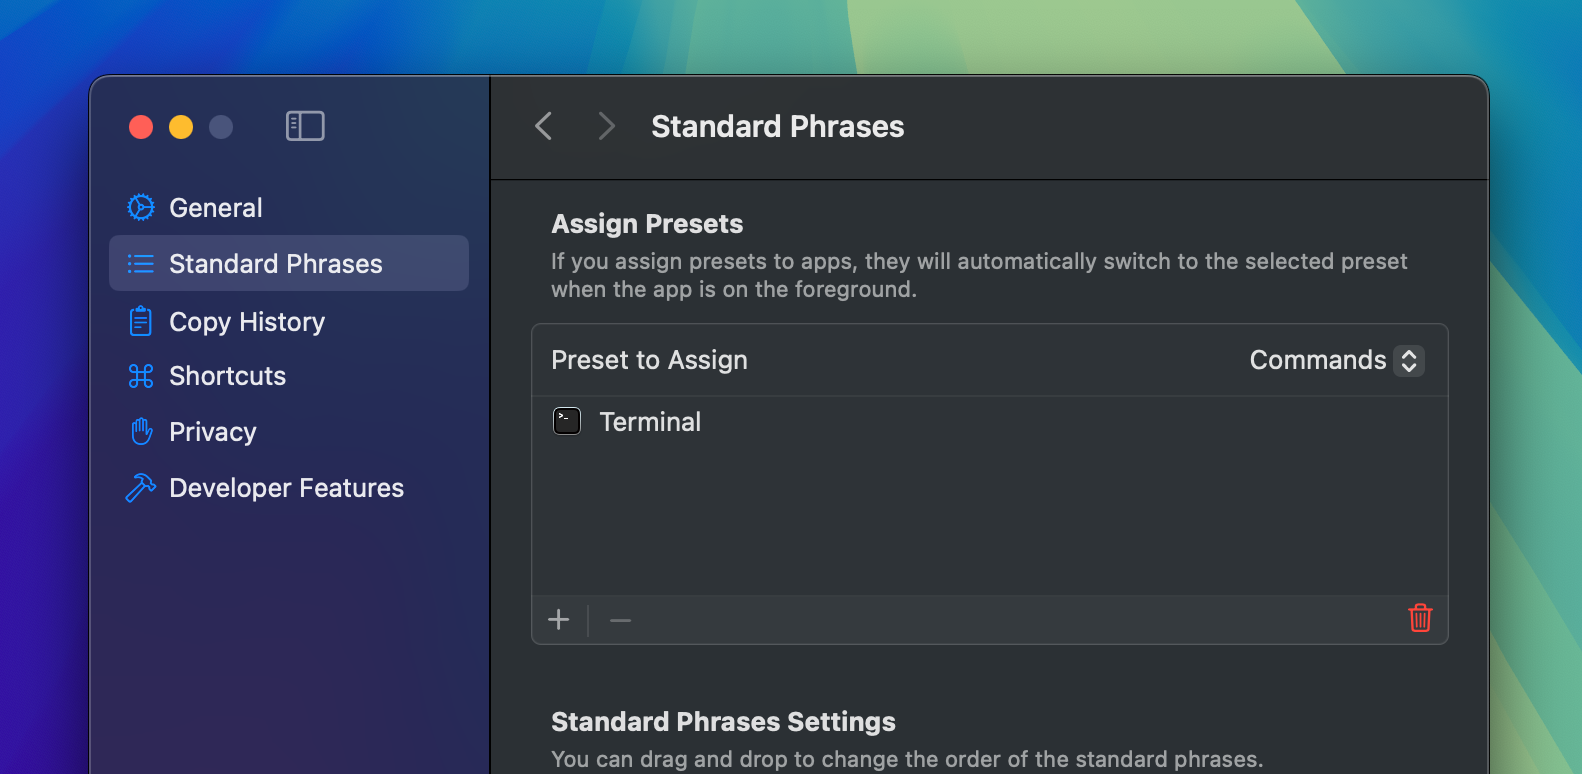 Standard Phrases
General
Standard Phrases
Copy History
Shortcuts
Privacy
Developer Features
Assign Presets
If you assign presets to apps, they will automatically switch to the selected preset
when the app is on the foreground.
Preset to Assign Commands
Terminal
Standard Phrases Settings
You can drag and drop to change the order of the standard phrases.